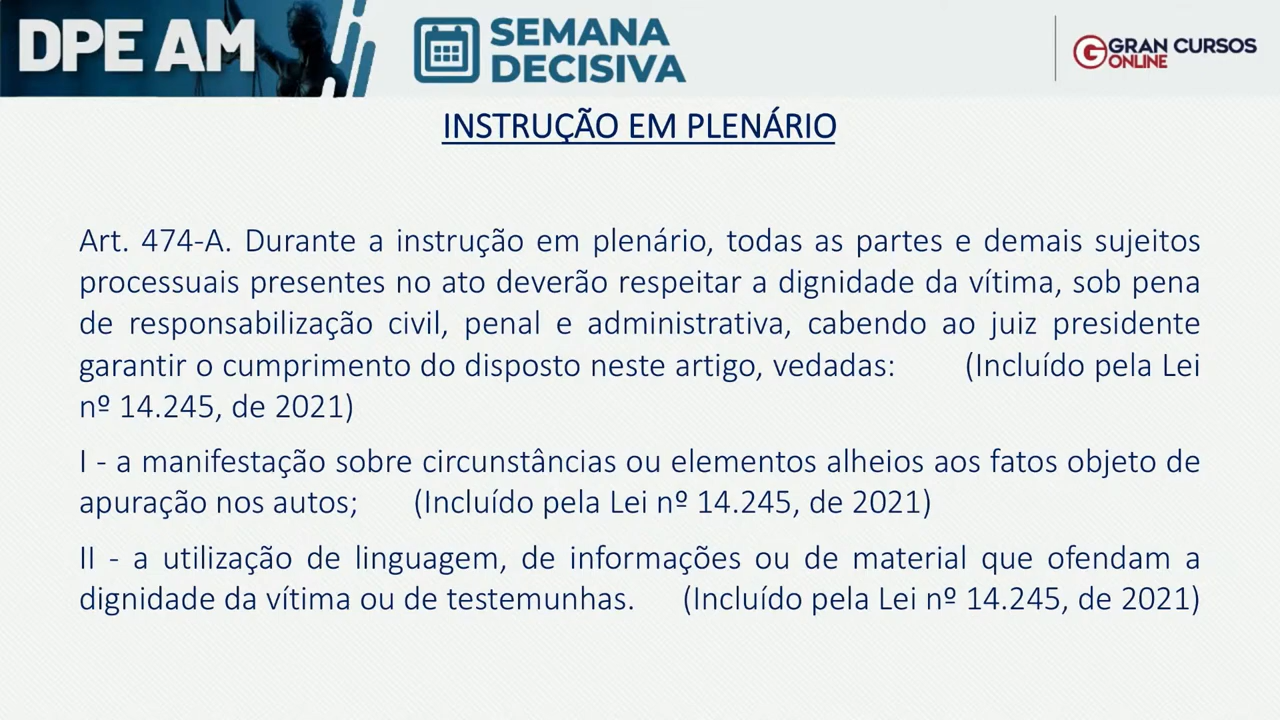 DPE AM
SEMANA
DECISIVA
GRAN CURSOS
ONLINE
INSTRUÇÃO EM PLENÁRIO
Art. 474-A. Durante a instrução em plenário, todas as partes e demais sujeitos
processuais presentes no ato deverão respeitar a dignidade da vítima, sob pena
de responsabilização civil, penal e administrativa, cabendo ao juiz presidente
garantir o cumprimento do disposto neste artigo, vedadas: (Incluído pela Lei
nº 14.245, de 2021)
I - a manifestação sobre circunstâncias ou elementos alheios aos fatos objeto de
apuração nos autos; (Incluído pela Lei nº 14.245, de 2021)
II - a utilização de linguagem, de informações ou de material que ofendam a
dignidade da vítima ou de testemunhas. (Incluído pela Lei nº 14.245, de 2021)